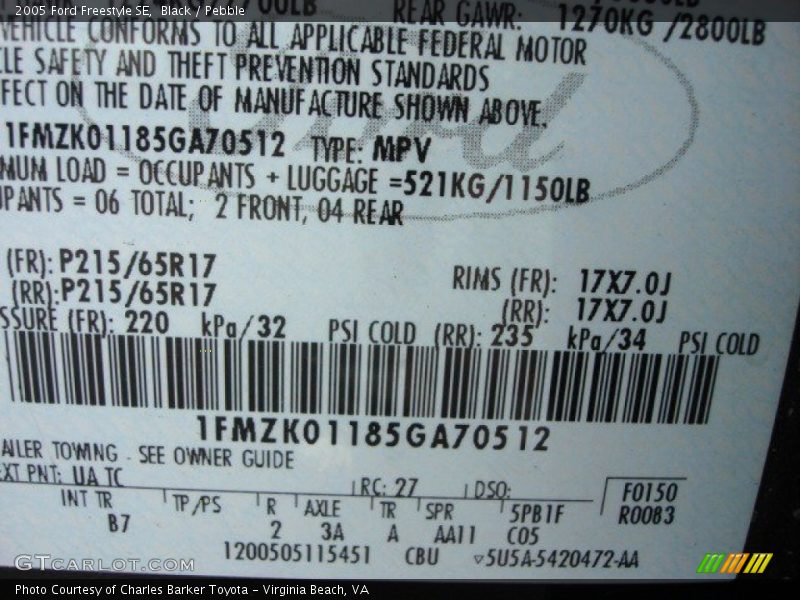 2005 Ford Freestyle SE,  Black / Pebble
00LB REAR GAWR: 1270KG /2800LB
VEHICLE CONFORMS TO ALL APPLICABLE FEDERAL MOTOR
CLE SAFETY AND THEFT PREVENTION STANDARDS
FFECT ON THE DATE OF MANUFACTURE SHOWN ABOVE.
1FMZK01185GA70512 TYPE: MPV
MUM LOAD = OCCUPANTS + LUGGAGE =521KG/1150LB
UPANTS = 06 TOTAL; 2 FRONT, 04 REAR
(FR): P215/65R17 RIMS (FR): 17X7.0J
(RR):P215/65R17 (RR): 17X7.0J
SSURE (FR): 220 kPa/32 PSI COLD (RR): 235 kPa/34 PSI COLD
1FMZK01185GA70512
AILER TOWING - SEE OWNER GUIDE
EXT PNT: UA TC RC: 27 DSO: F0150
INT TR TP/PS R AXLE TR SPR 5PB1F R0083
B7 2 3A A AA11 C05
1200505115451 CBU ▽5U5A-5420472-AA
GTcarlot.com
Photo Courtesy of Charles Barker Toyota – Virginia Beach, VA